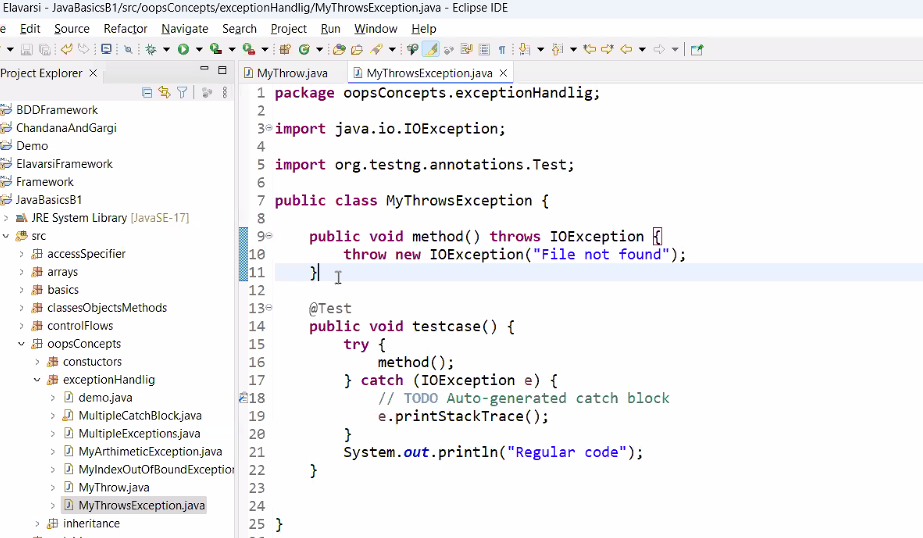 Elavarsi - JavaBasicsB1/src/oopsConcepts/exceptionHandlig/MyThrowsException.java - Eclipse IDE
e Edit Source Refactor Navigate Search Project Run Window Help
Project Explorer
MyThrow.java
MyThrowsException.java
BDDFramework
ChandanaAndGargi
Demo
ElavarsiFramework
Framework
JavaBasicsB1
JRE System Library [JavaSE-17]
src
accessSpecifier
arrays
basics
classesObjectsMethods
controlFlows
oopsConcepts
constuctors
exceptionHandlig
demo.java
MultipleCatchBlock.java
MultipleExceptions.java
MyArthimeticException.java
MyIndexOutOfBoundException
MyThrow.java
MyThrowsException.java
inheritance
1 package oopsConcepts.exceptionHandlig;
2
3 import java.io.IOException;
4
5 import org.testng.annotations.Test;
6
7 public class MyThrowsException {
8
9 public void method() throws IOException {
10 throw new IOException("File not found");
11 }
12
13 @Test
14 public void testcase() {
15 try {
16 method();
17 } catch (IOException e) {
18 // TODO Auto-generated catch block
19 e.printStackTrace();
20 }
21 System.out.println("Regular code");
22 }
23
24
25 }